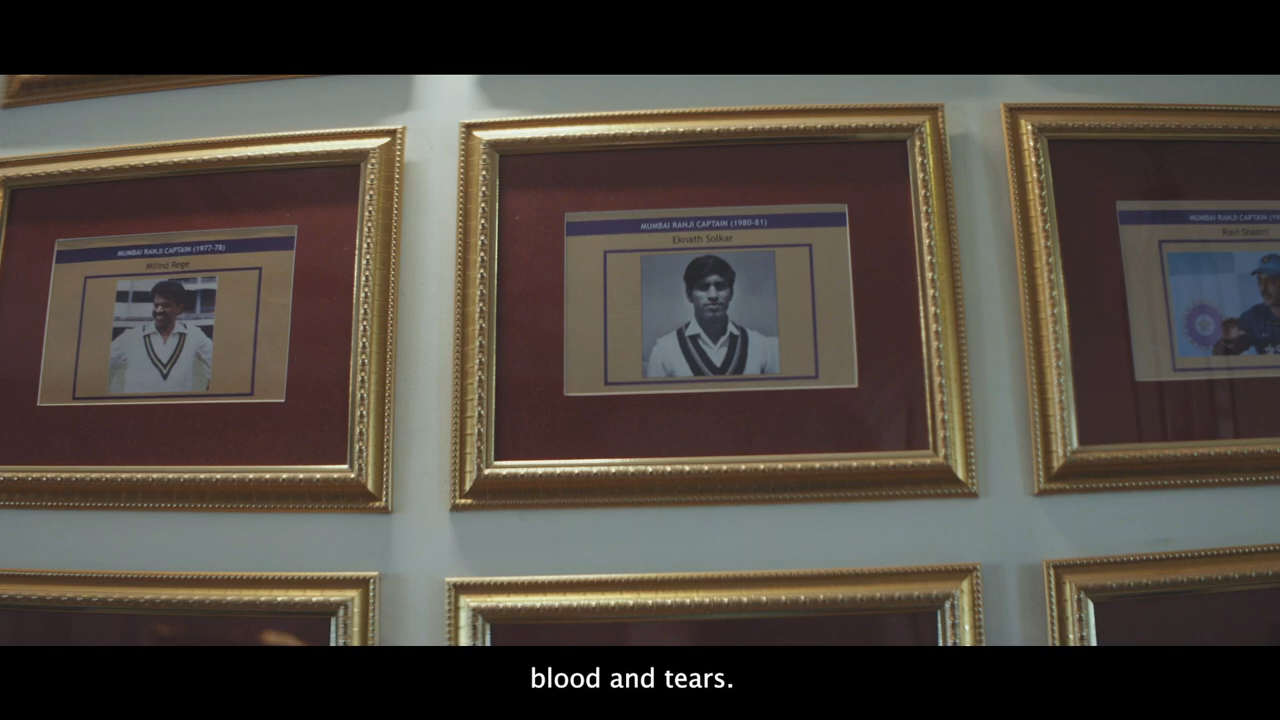 MUMBAI RANJI CAPTAIN (1977-78)
Milind Rege
MUMBAI RANJI CAPTAIN (1980-81)
Eknath Solkar
MUMBAI RANJI CAPTAIN
Ravi Shastri
blood and tears.